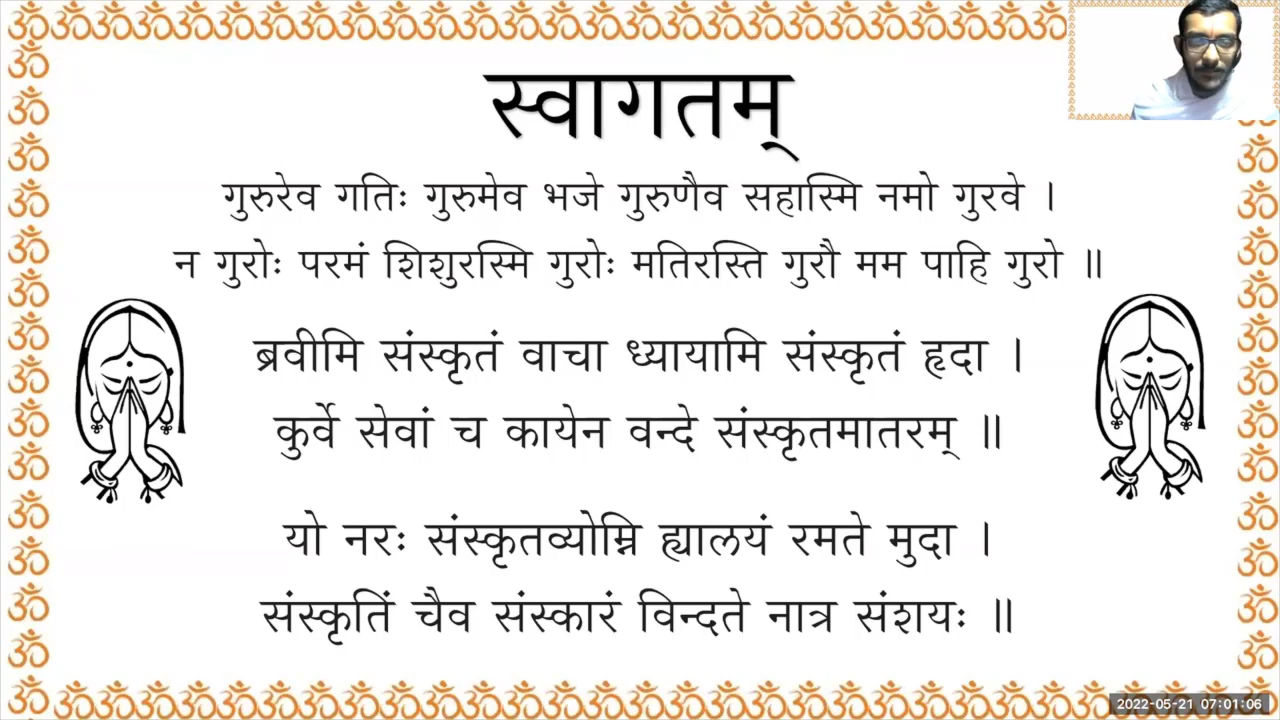 स्वागतम्
गुरुरेव गतिः गुरुमेव भजे गुरुणैव सहास्मि नमो गुरवे ।
न गुरोः परमं शिशुरस्मि गुरोः मतिरस्ति गुरौ मम पाहि गुरो ॥
ब्रवीमि संस्कृतं वाचा ध्यायामि संस्कृतं हृदा ।
कुर्वे सेवां च कायेन वन्दे संस्कृतमातरम् ॥
यो नरः संस्कृतव्योम्नि ह्यालयं रमते मुदा ।
संस्कृतिं चैव संस्कारं विन्दते नात्र संशयः ॥
2022-05-21 07:01:06